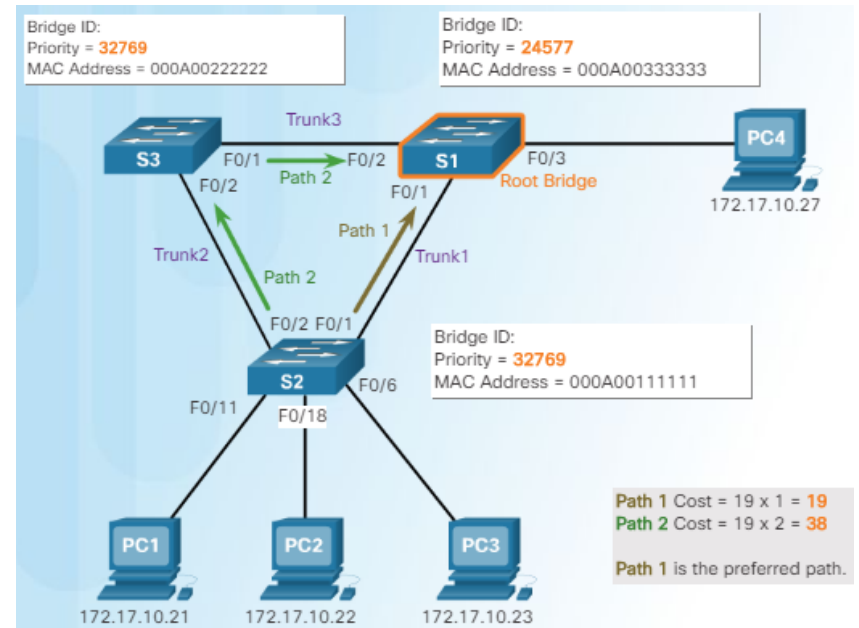 Bridge ID:
Priority = 32769
MAC Address = 000A00222222
Bridge ID:
Priority = 24577
MAC Address = 000A00333333
Trunk3
S3
F0/1
F0/2
S1
F0/3
PC4
Path 2
F0/2
F0/1
Root Bridge
172.17.10.27
Path 1
Trunk2
Trunk1
Path 2
F0/2 F0/1
Bridge ID:
Priority = 32769
MAC Address = 000A00111111
S2
F0/6
F0/11
F0/18
Path 1 Cost = 19 x 1 = 19
Path 2 Cost = 19 x 2 = 38
Path 1 is the preferred path.
PC1
PC2
PC3
172.17.10.21
172.17.10.22
172.17.10.23